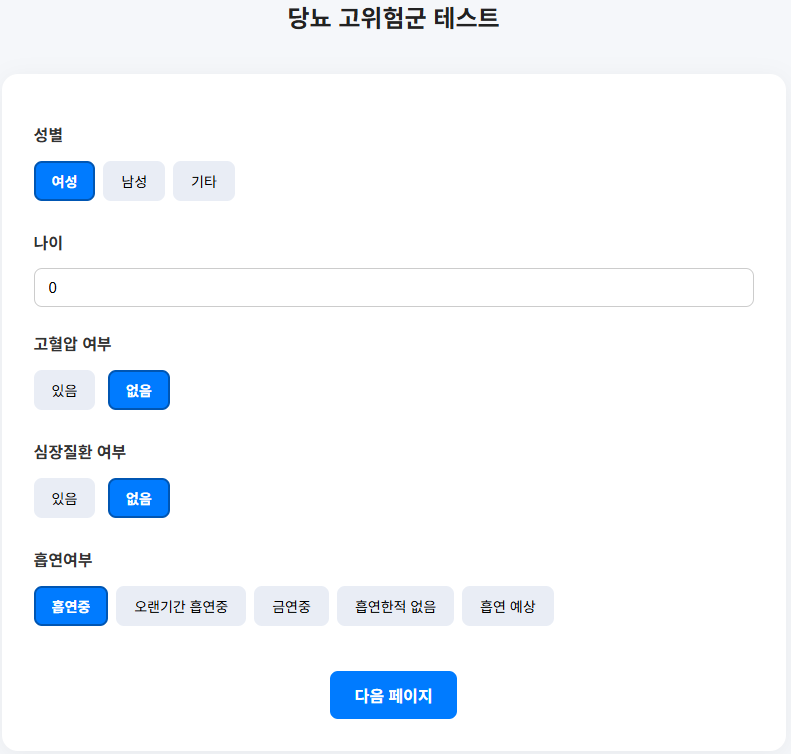 당뇨 고위험군 테스트
성별
여성 남성 기타
나이
0
고혈압 여부
있음 없음
심장질환 여부
있음 없음
흡연여부
흡연중 오랜기간 흡연중 금연중 흡연한적 없음 흡연 예상
다음 페이지